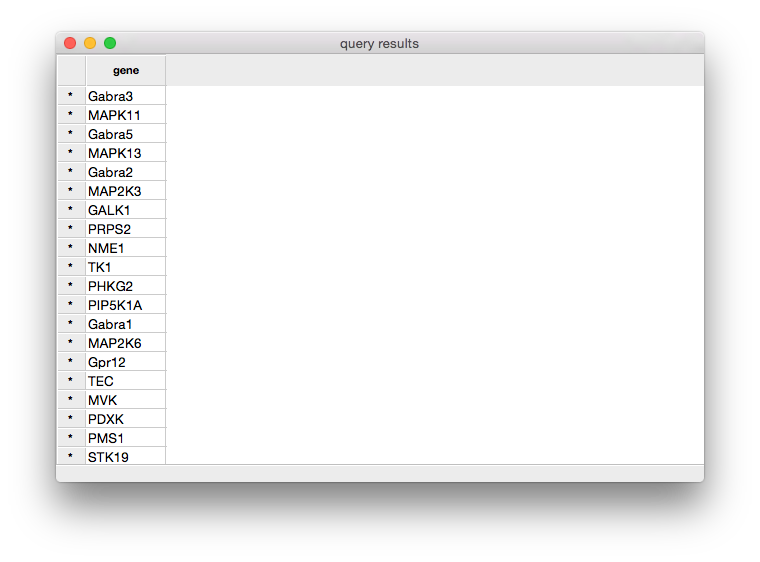 query results
gene
* Gabra3
* MAPK11
* Gabra5
* MAPK13
* Gabra2
* MAP2K3
* GALK1
* PRPS2
* NME1
* TK1
* PHKG2
* PIP5K1A
* Gabra1
* MAP2K6
* Gpr12
* TEC
* MVK
* PDXK
* PMS1
* STK19